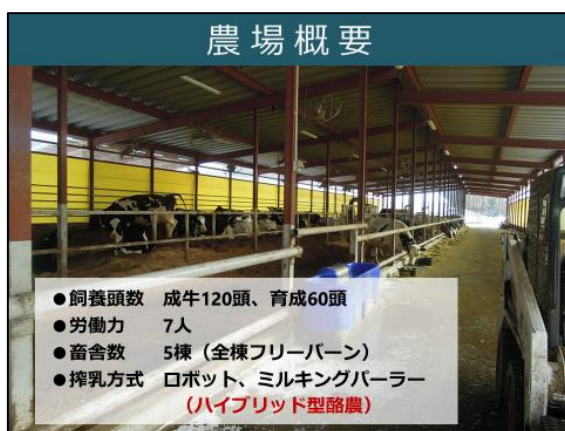 農場概要
●飼養頭数 成牛120頭、育成60頭
●労働力 7人
●畜舎数 5棟（全棟フリーバーン）
●搾乳方式 ロボット、ミルキングパーラー
（ハイブリッド型酪農）